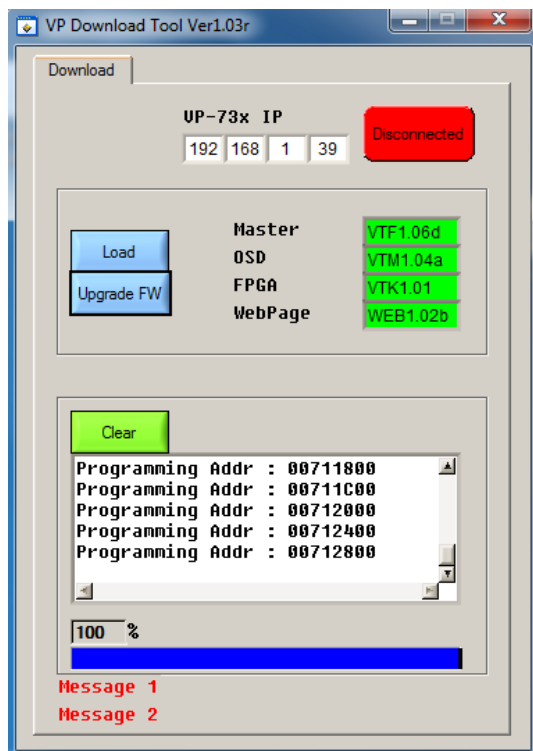 VP Download Tool Ver1.03r
Download
VP-73x IP
192 168 1 39
Disconnected
Load
Upgrade FW
Master VTF1.06d
OSD VTM1.04a
FPGA VTK1.01
WebPage WEB1.02b
Clear
Programming Addr : 00711800
Programming Addr : 00711C00
Programming Addr : 00712000
Programming Addr : 00712400
Programming Addr : 00712800
100 %
Message 1
Message 2